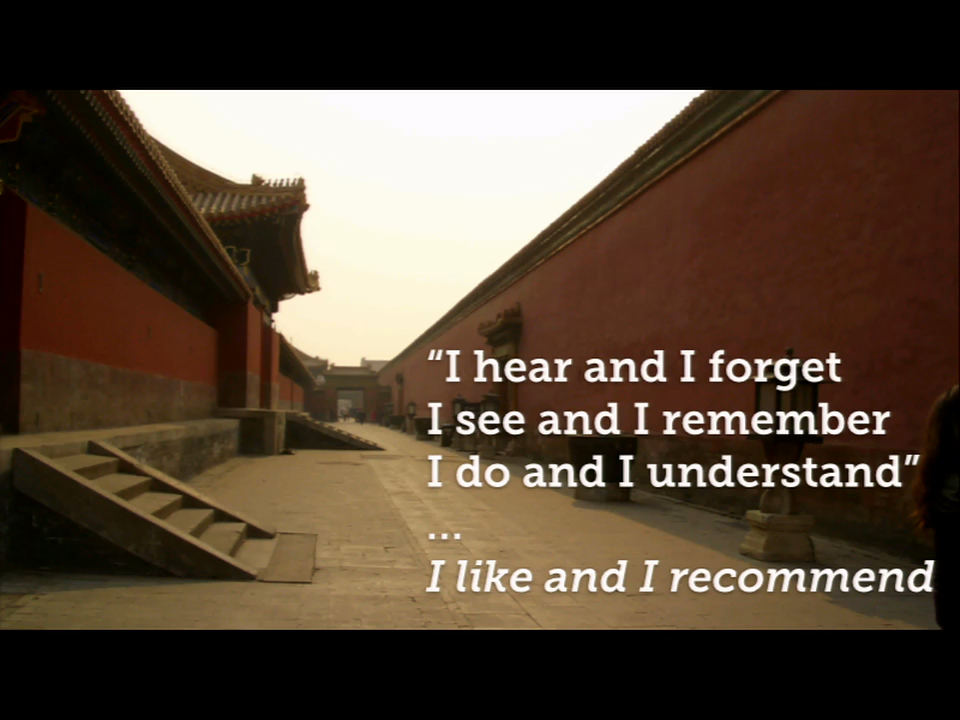 “I hear and I forget
I see and I remember
I do and I understand”
...
I like and I recommend